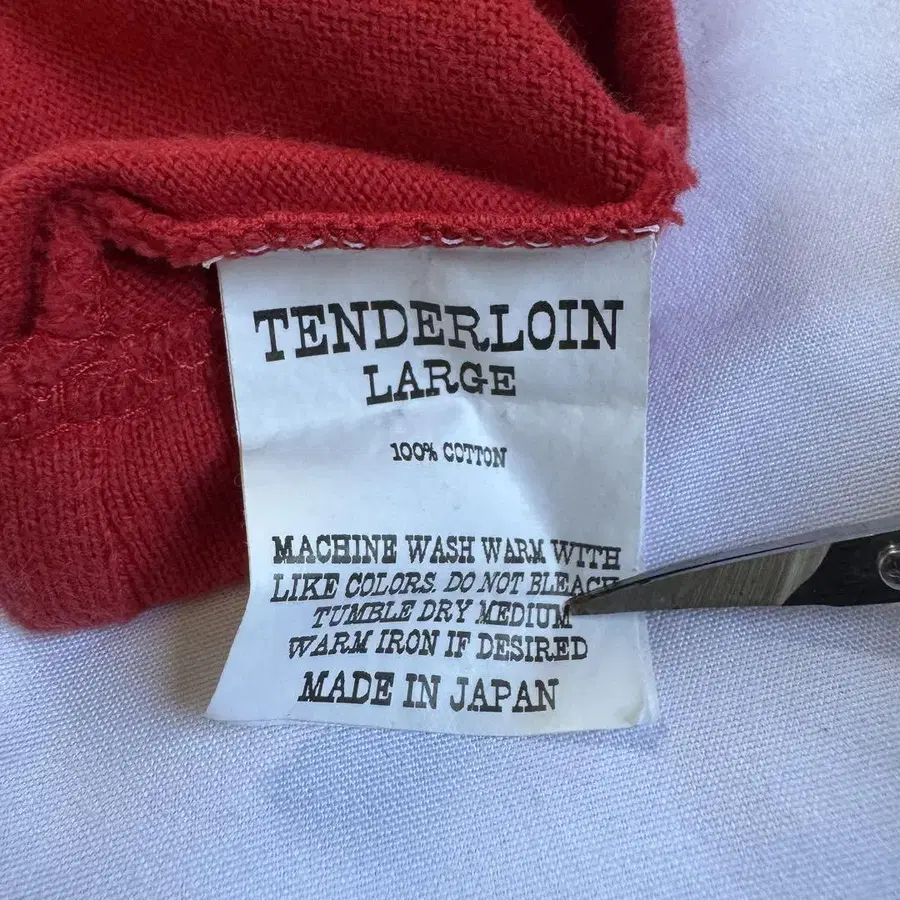 TENDERLOIN
LARGE
100% COTTON
MACHINE WASH WARM WITH
LIKE COLORS. DO NOT BLEACH
TUMBLE DRY MEDIUM
WARM IRON IF DESIRED
MADE IN JAPAN